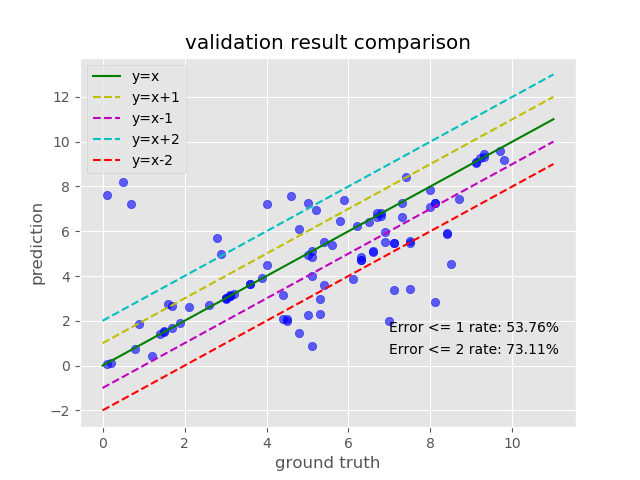 validation result comparison
y=x
y=x+1
y=x-1
y=x+2
y=x-2
12
10
8
6
4
2
0
−2
prediction
Error <= 1 rate: 53.76%
Error <= 2 rate: 73.11%
0 2 4 6 8 10
ground truth